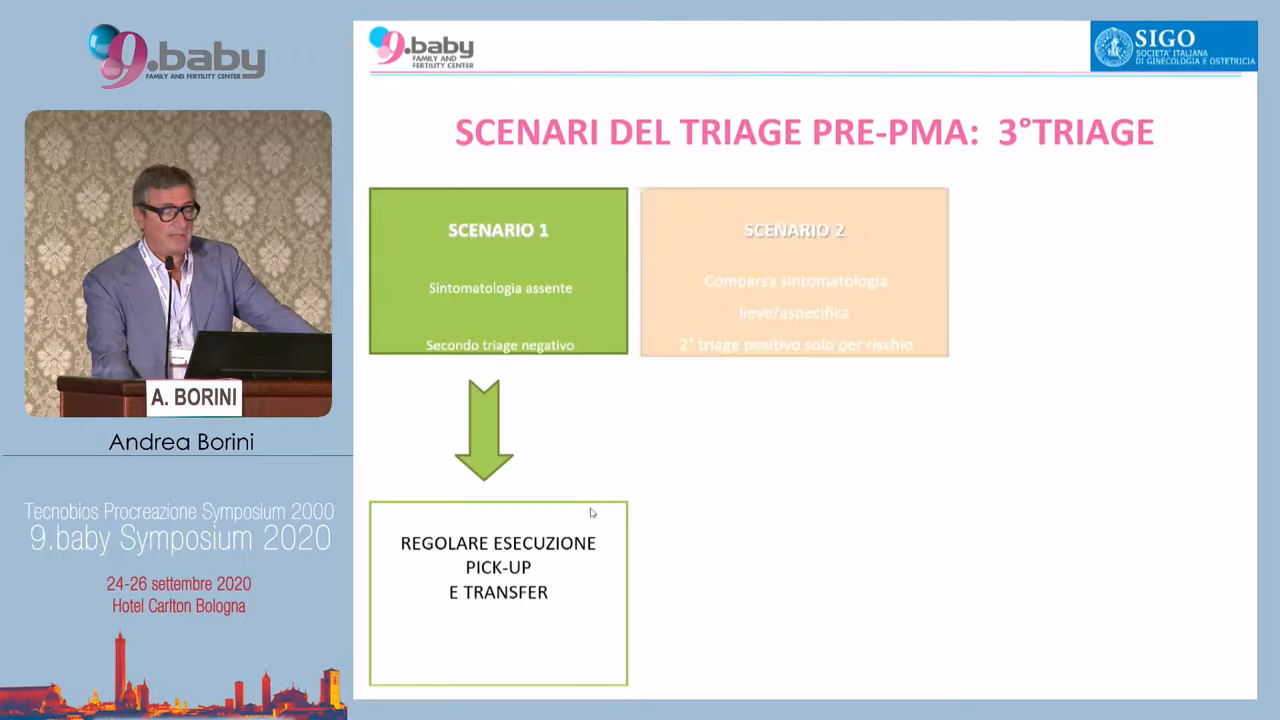 9.baby
FAMILY AND FERTILITY CENTER
A. BORINI
Andrea Borini
Tecnobios Procreazione Symposium 2000
9.baby Symposium 2020
24-26 settembre 2020
Hotel Carlton Bologna
9.baby
FAMILY AND
FERTILITY CENTER
SIGO
SOCIETA' ITALIANA
DI GINECOLOGIA E OSTETRICIA
SCENARI DEL TRIAGE PRE-PMA: 3°TRIAGE
SCENARIO 1
Sintomatologia assente
Secondo triage negativo
SCENARIO 2
Comparsa sintomatologia
lieve/aspecifica
2° triage positivo solo per rischio
REGOLARE ESECUZIONE
PICK-UP
E TRANSFER